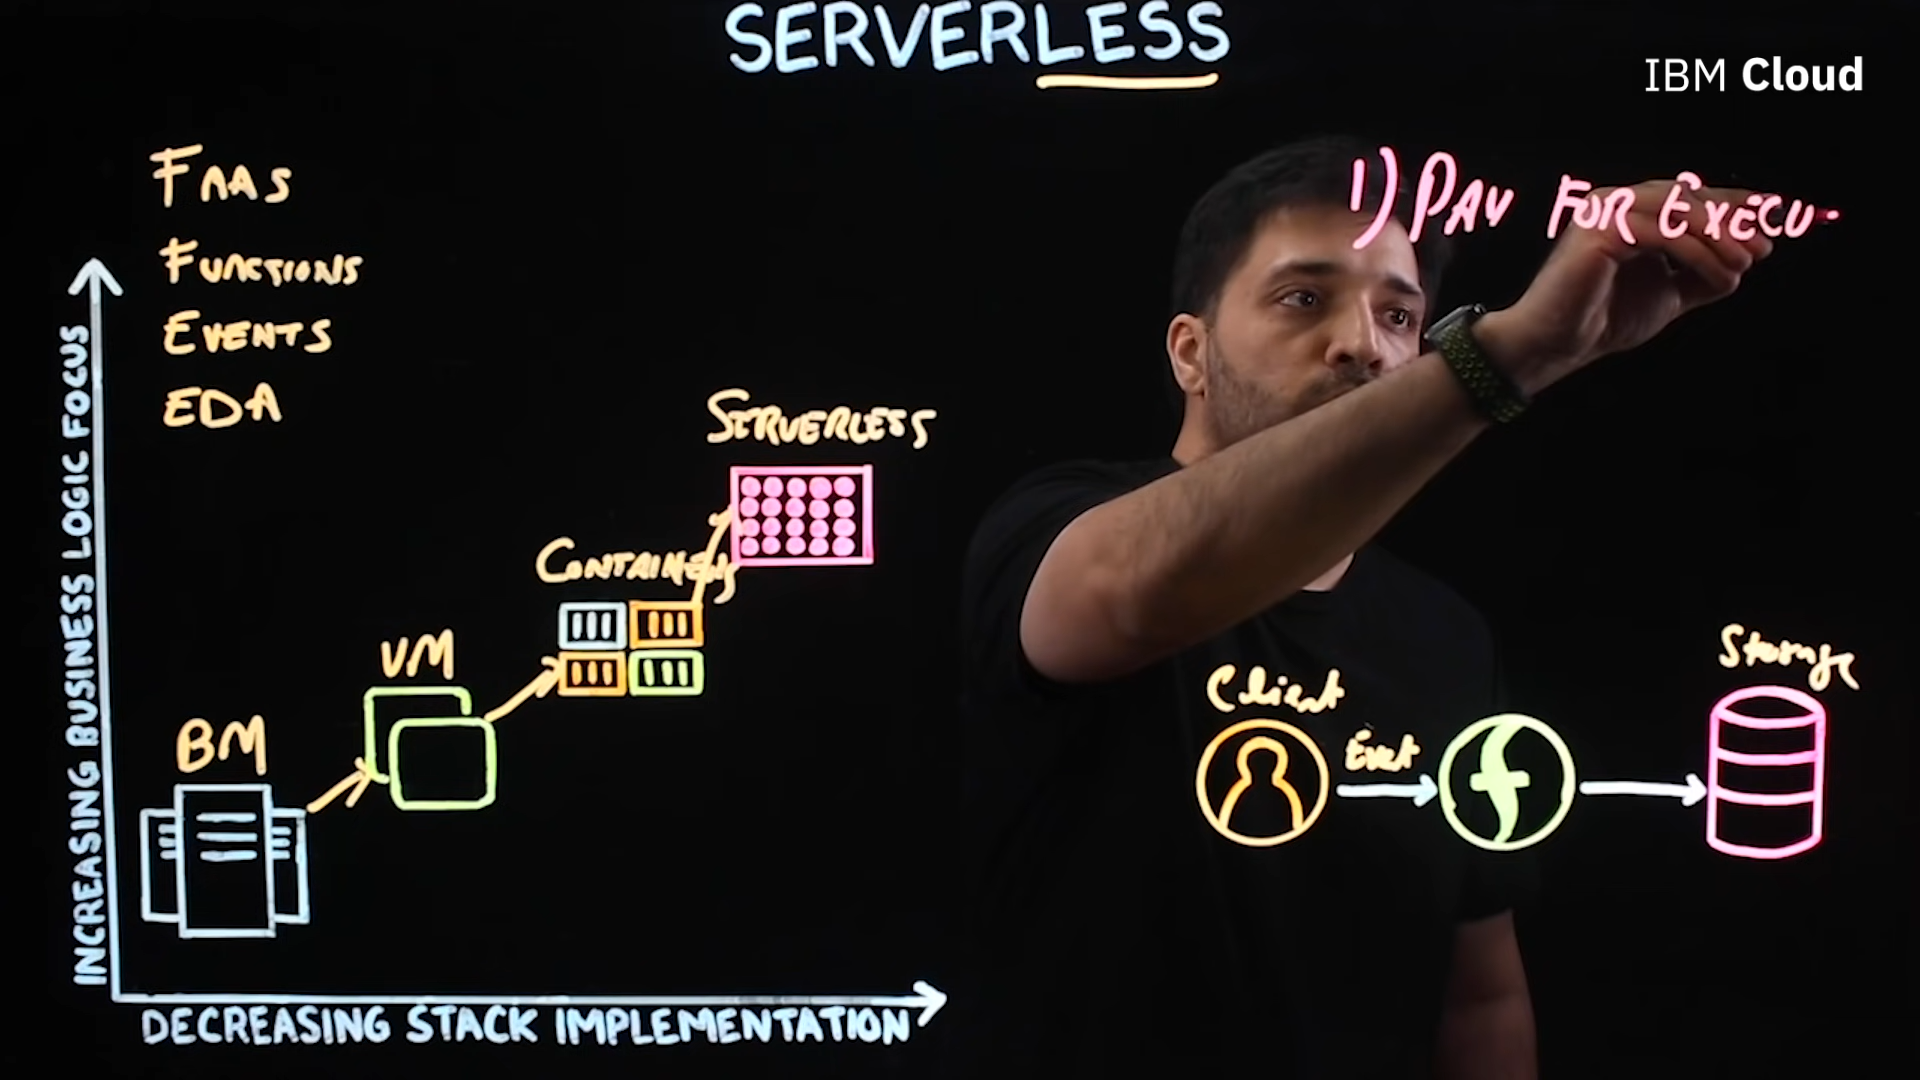 SERVERLESS
IBM Cloud
FAAS
FUNCTIONS
EVENTS
EDA
1) PAY FOR EXECU
INCREASING BUSINESS LOGIC FOCUS
SERVERLESS
CONTAINERS
VM
BM
Client
Event
Storage
DECREASING STACK IMPLEMENTATION